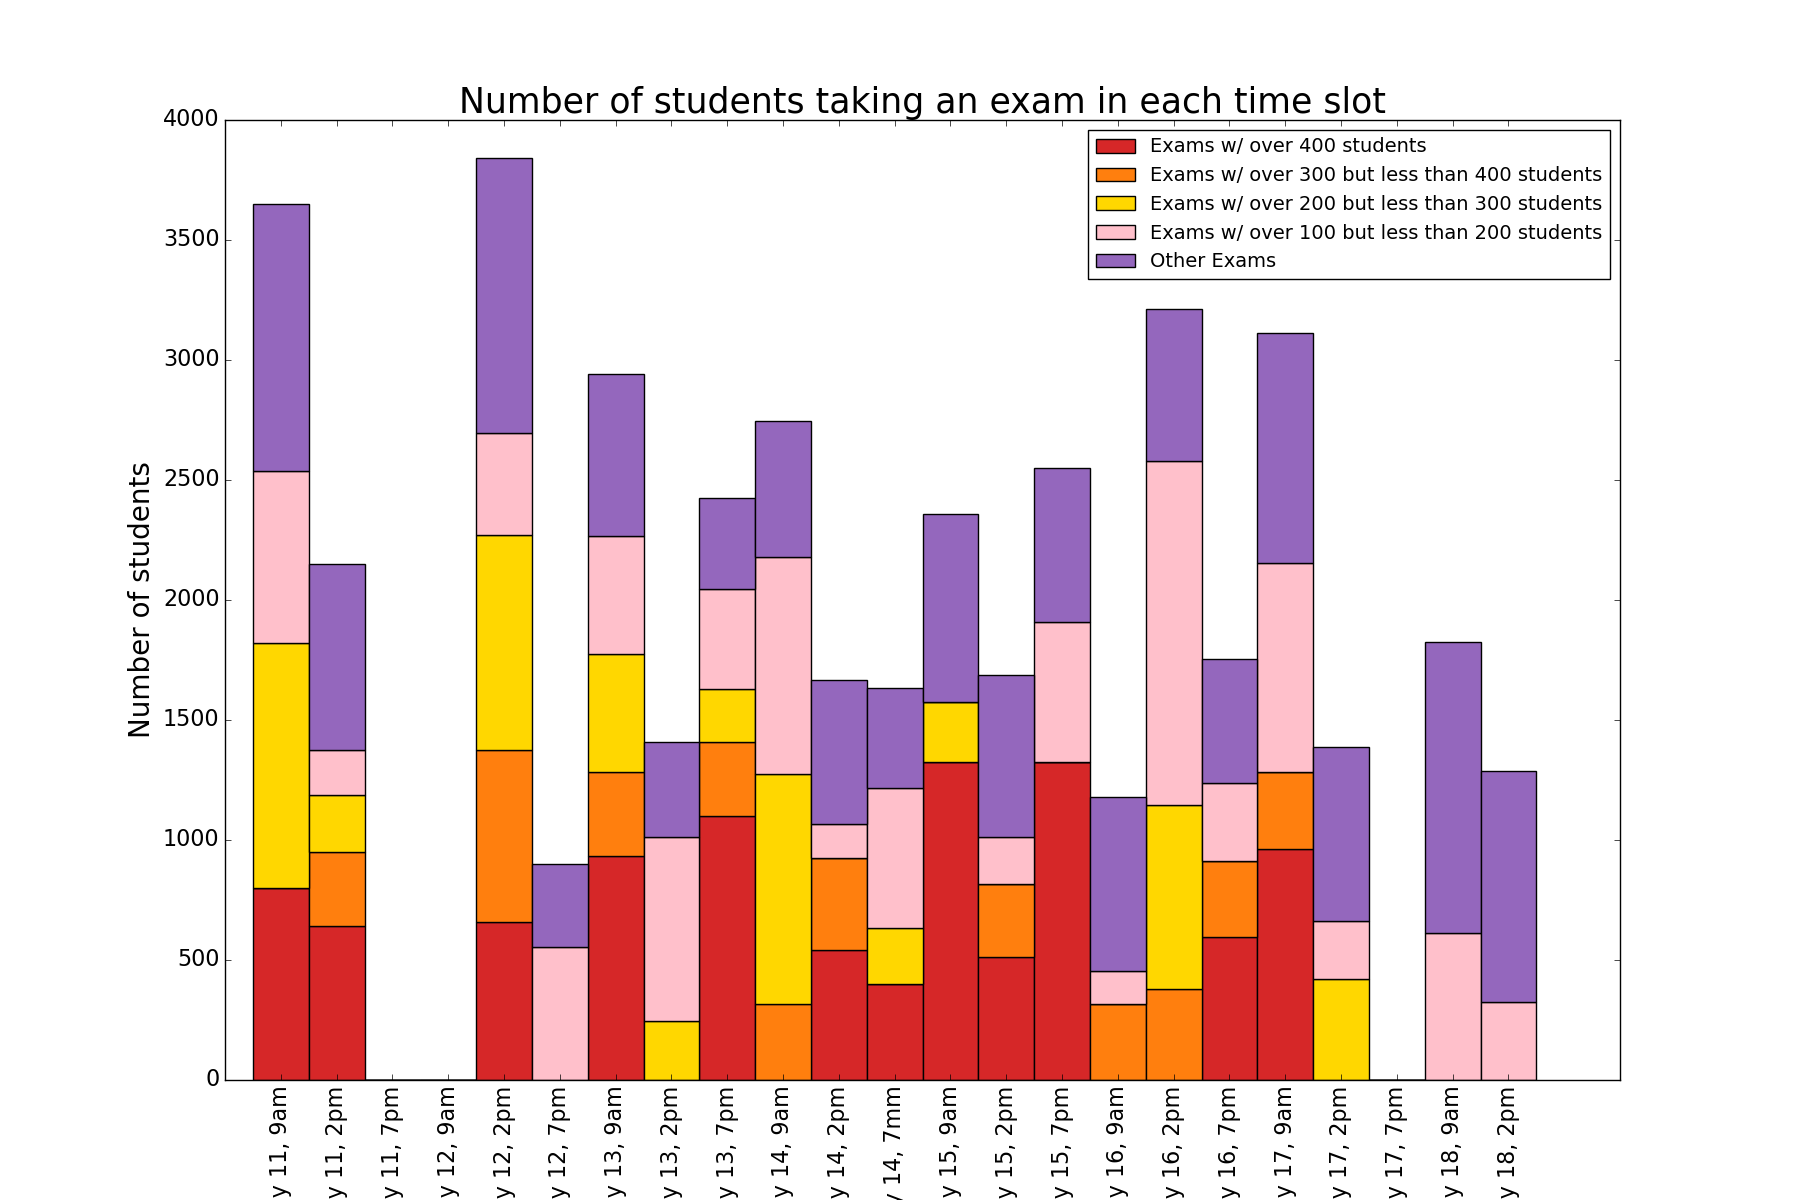 Number of students taking an exam in each time slot
Exams w/ over 400 students
Exams w/ over 300 but less than 400 students
Exams w/ over 200 but less than 300 students
Exams w/ over 100 but less than 200 students
Other Exams
Number of students
4000
3500
3000
2500
2000
1500
1000
500
0
y 11, 9am
y 11, 2pm
y 11, 7pm
y 12, 9am
y 12, 2pm
y 12, 7pm
y 13, 9am
y 13, 2pm
y 13, 7pm
y 14, 9am
y 14, 2pm
y 14, 7mm
y 15, 9am
y 15, 2pm
y 15, 7pm
y 16, 9am
y 16, 2pm
y 16, 7pm
y 17, 9am
y 17, 2pm
y 17, 7pm
y 18, 9am
y 18, 2pm